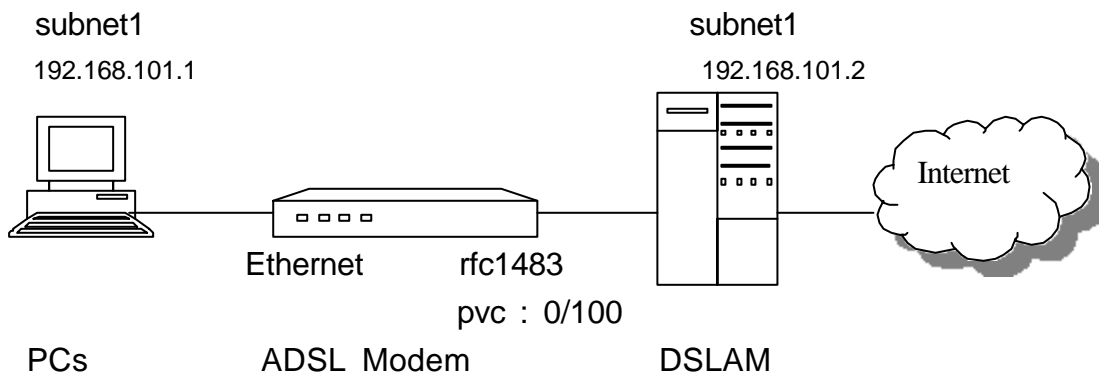 subnet1 subnet1
192.168.101.1 192.168.101.2
Internet
Ethernet rfc1483
pvc : 0/100
PCs ADSL Modem DSLAM